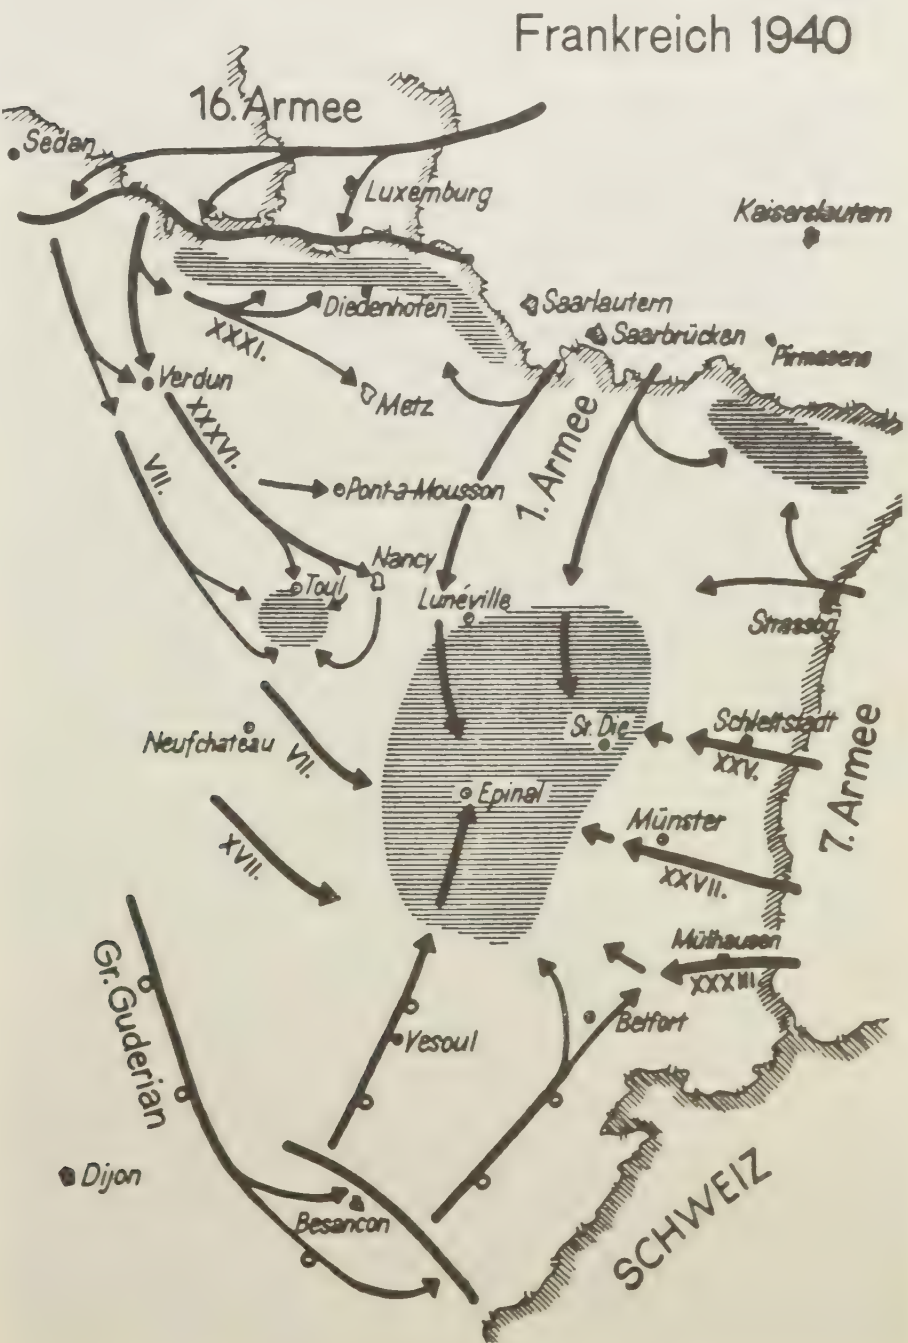 Frankreich 1940
16. Armee
Sedan
Luxemburg
Kaiserslautern
Diedenhofen
Saarlautern
Saarbrücken
Pirmasens
XXXI.
Verdun
Metz
XXXVI.
1. Armee
VII.
Pont-a-Mousson
Nancy
Toul
Lunéville
Strassbg
Neufchateau
VII.
St. Die
Schlettstadt
XXV.
7. Armee
Epinal
Münster
XXVII.
XVII.
Mülhausen
XXXIII.
Gr. Guderian
Belfort
Vesoul
Dijon
Besancon
SCHWEIZ